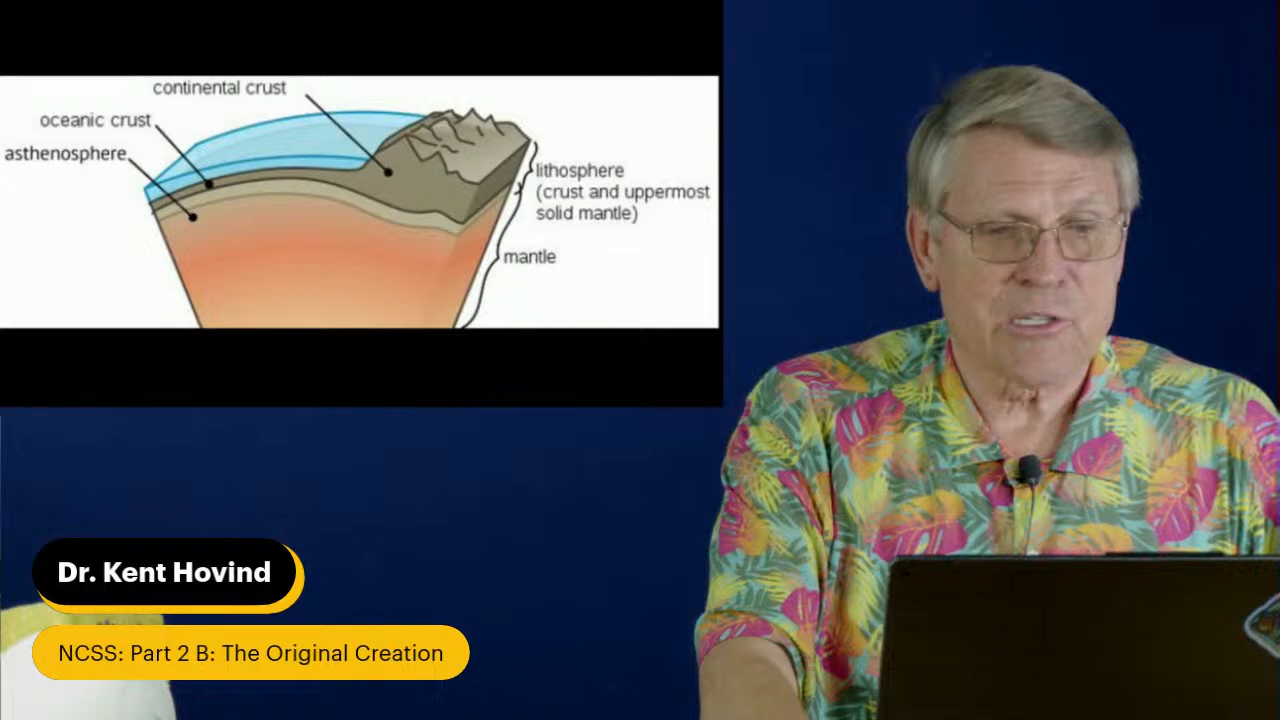 continental crust
oceanic crust
asthenosphere
lithosphere
(crust and uppermost
solid mantle)
mantle
Dr. Kent Hovind
NCSS: Part 2 B: The Original Creation